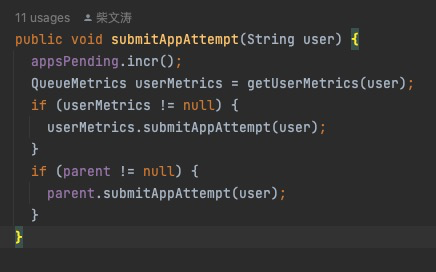 11 usages 柴文涛
public void submitAppAttempt(String user) {
  appsPending.incr();
  QueueMetrics userMetrics = getUserMetrics(user);
  if (userMetrics != null) {
    userMetrics.submitAppAttempt(user);
  }
  if (parent != null) {
    parent.submitAppAttempt(user);
  }
}